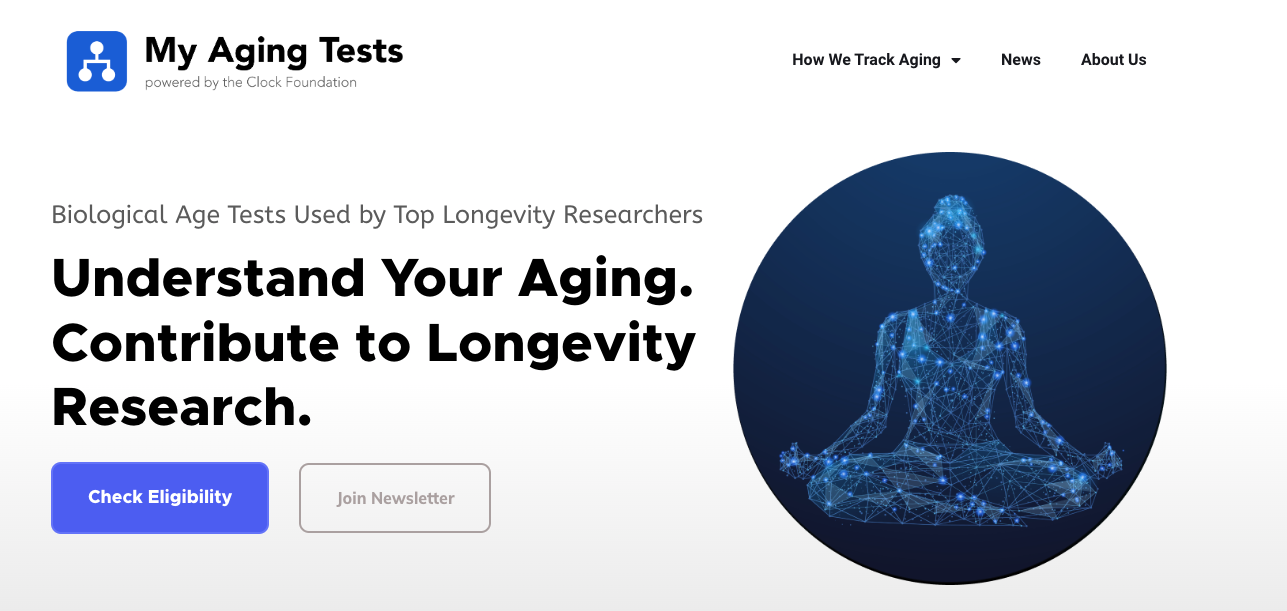 My Aging Tests
powered by the Clock Foundation
How We Track Aging
News
About Us
Biological Age Tests Used by Top Longevity Researchers
Understand Your Aging.
Contribute to Longevity
Research.
Check Eligibility
Join Newsletter